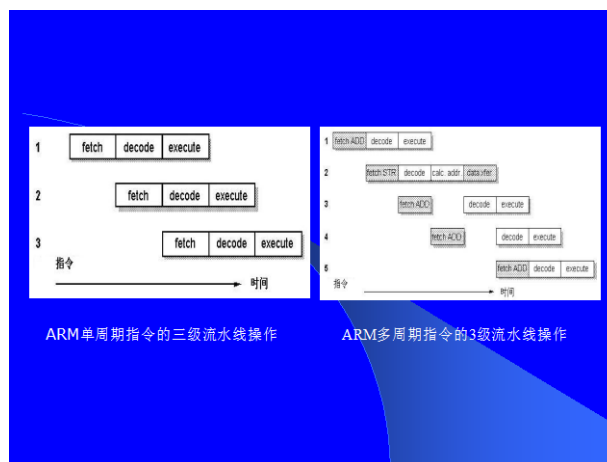 1 fetch decode execute
2 fetch decode execute
3 fetch decode execute
指令
时间
1 fetch ADD decode execute
2 fetch STR decode calc. addr. data xfer
3 fetch ADD decode execute
4 fetch ADD decode execute
5 fetch ADD decode execute
指令
时间
ARM单周期指令的三级流水线操作
ARM多周期指令的3级流水线操作